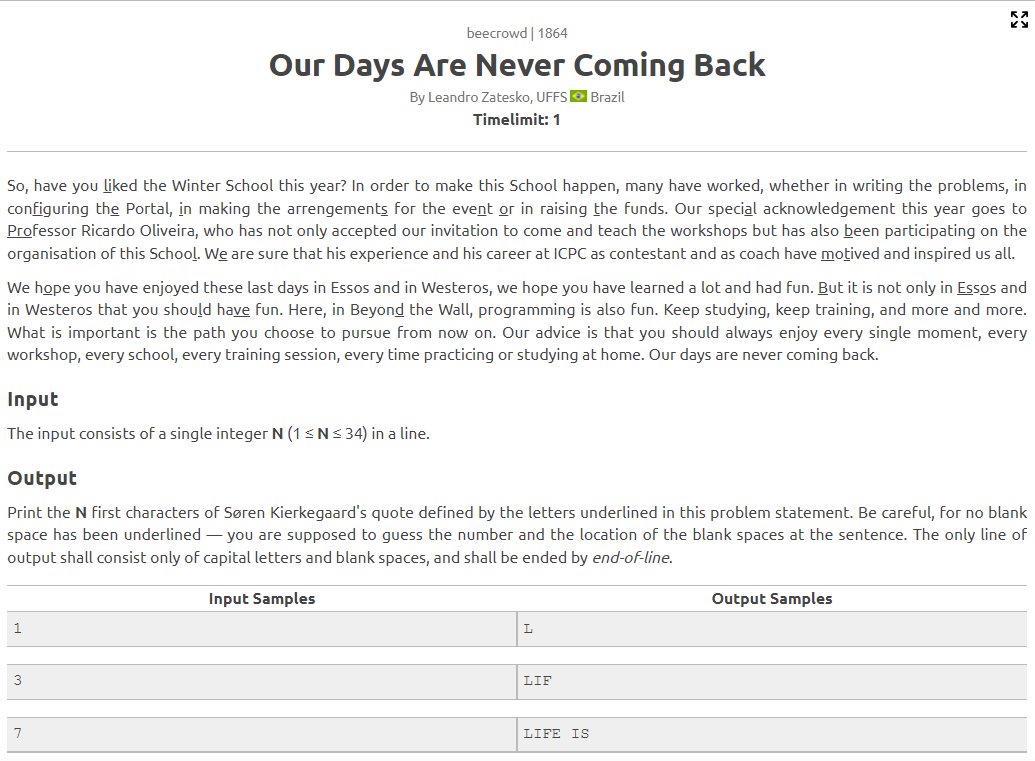 beecrowd | 1864
Our Days Are Never Coming Back
By Leandro Zatesko, UFFS Brazil
Timelimit: 1
So, have you liked the Winter School this year? In order to make this School happen, many have worked, whether in writing the problems, in
configuring the Portal, in making the arrengements for the event or in raising the funds. Our special acknowledgement this year goes to
Professor Ricardo Oliveira, who has not only accepted our invitation to come and teach the workshops but has also been participating on the
organisation of this School. We are sure that his experience and his career at ICPC as contestant and as coach have motived and inspired us all.
We hope you have enjoyed these last days in Essos and in Westeros, we hope you have learned a lot and had fun. But it is not only in Essos and
in Westeros that you should have fun. Here, in Beyond the Wall, programming is also fun. Keep studying, keep training, and more and more.
What is important is the path you choose to pursue from now on. Our advice is that you should always enjoy every single moment, every
workshop, every school, every training session, every time practicing or studying at home. Our days are never coming back.
Input
The input consists of a single integer N (1 ≤ N ≤ 34) in a line.
Output
Print the N first characters of Søren Kierkegaard's quote defined by the letters underlined in this problem statement. Be careful, for no blank
space has been underlined — you are supposed to guess the number and the location of the blank spaces at the sentence. The only line of
output shall consist only of capital letters and blank spaces, and shall be ended by end-of-line.
Input Samples Output Samples
1 L
3 LIF
7 LIFE IS